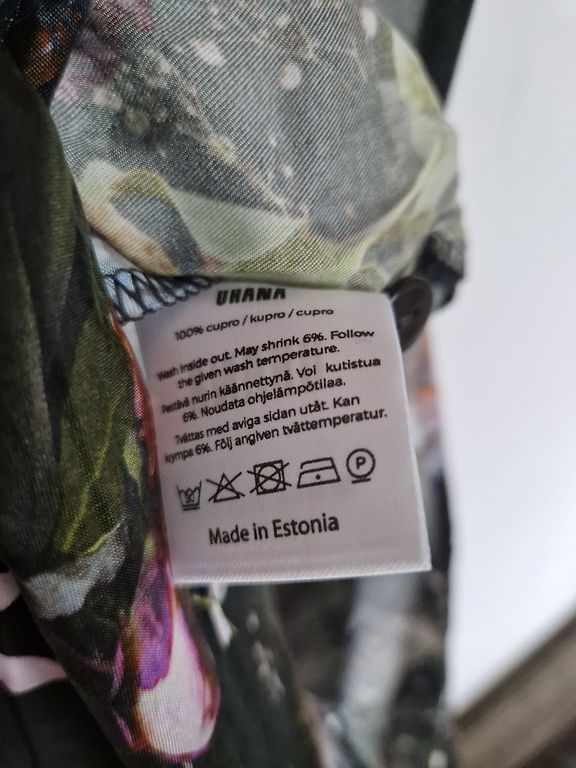 UHANA
100% cupro / kupro / cupro
Wash inside out. May shrink 6%. Follow
the given wash temperature.
Pestävä nurin käännettynä. Voi kutistua
6%. Noudata ohjelämpötilaa.
Tvättas med aviga sidan utåt. Kan
krympa 6%. Följ angiven tvättemperatur.
P
Made in Estonia